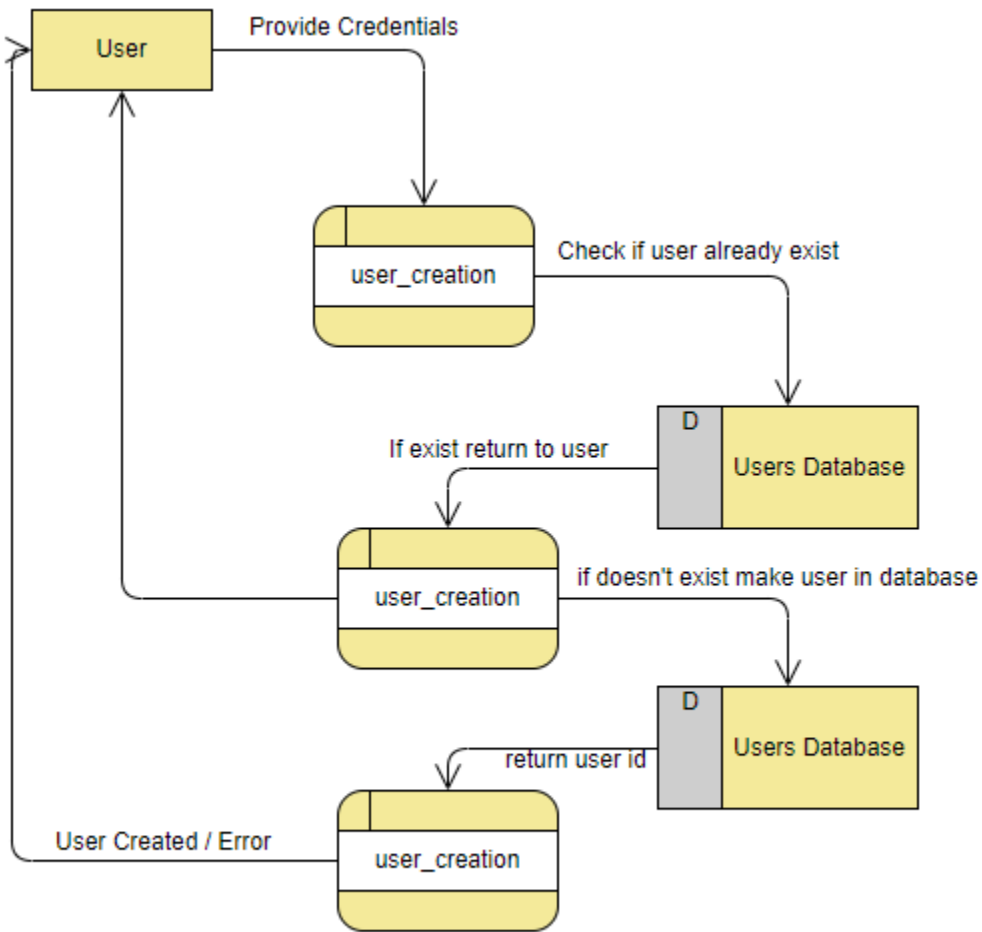 Provide Credentials
User
Check if user already exist
user_creation
D
If exist return to user
Users Database
if doesn't exist make user in database
user_creation
D
Users Database
return user id
User Created / Error
user_creation